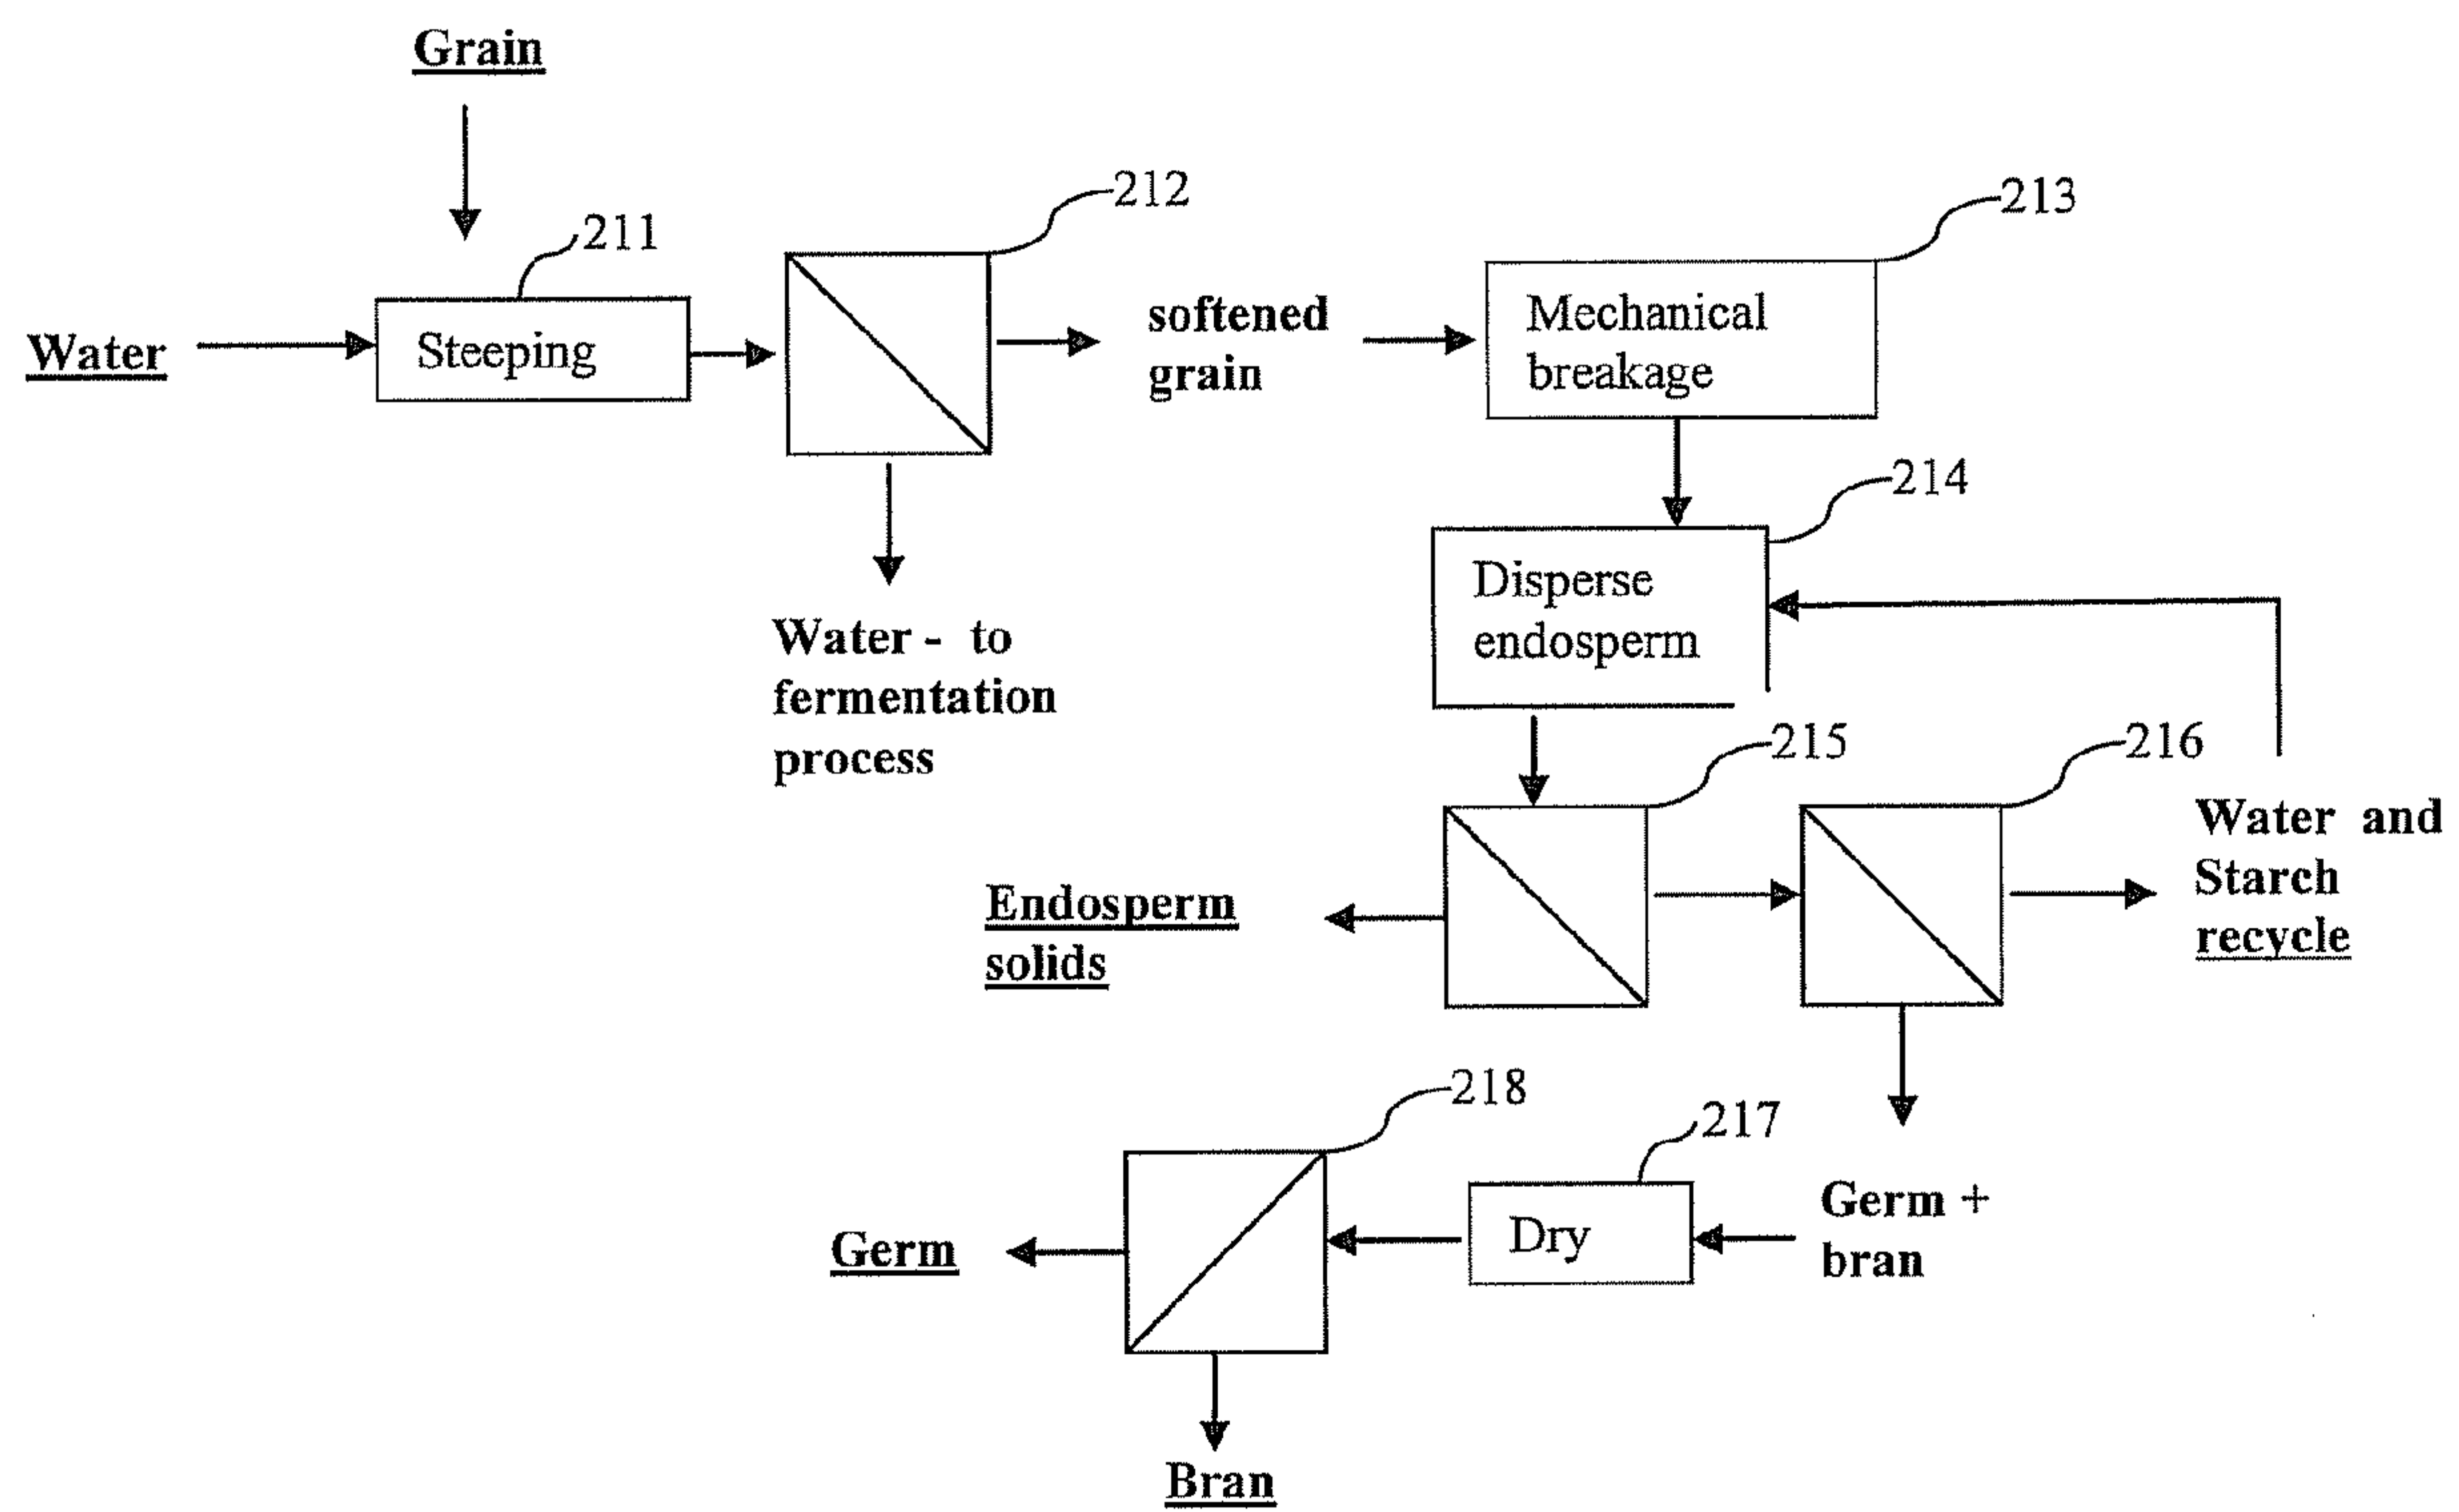 Grain
212
213
211
Water
Steeping
softened
grain
Mechanical
breakage
214
Disperse
endosperm
Water - to
fermentation
process
215
216
Water and
Starch
recycle
Endosperm
solids
218
217
Germ +
bran
Dry
Germ
Bran